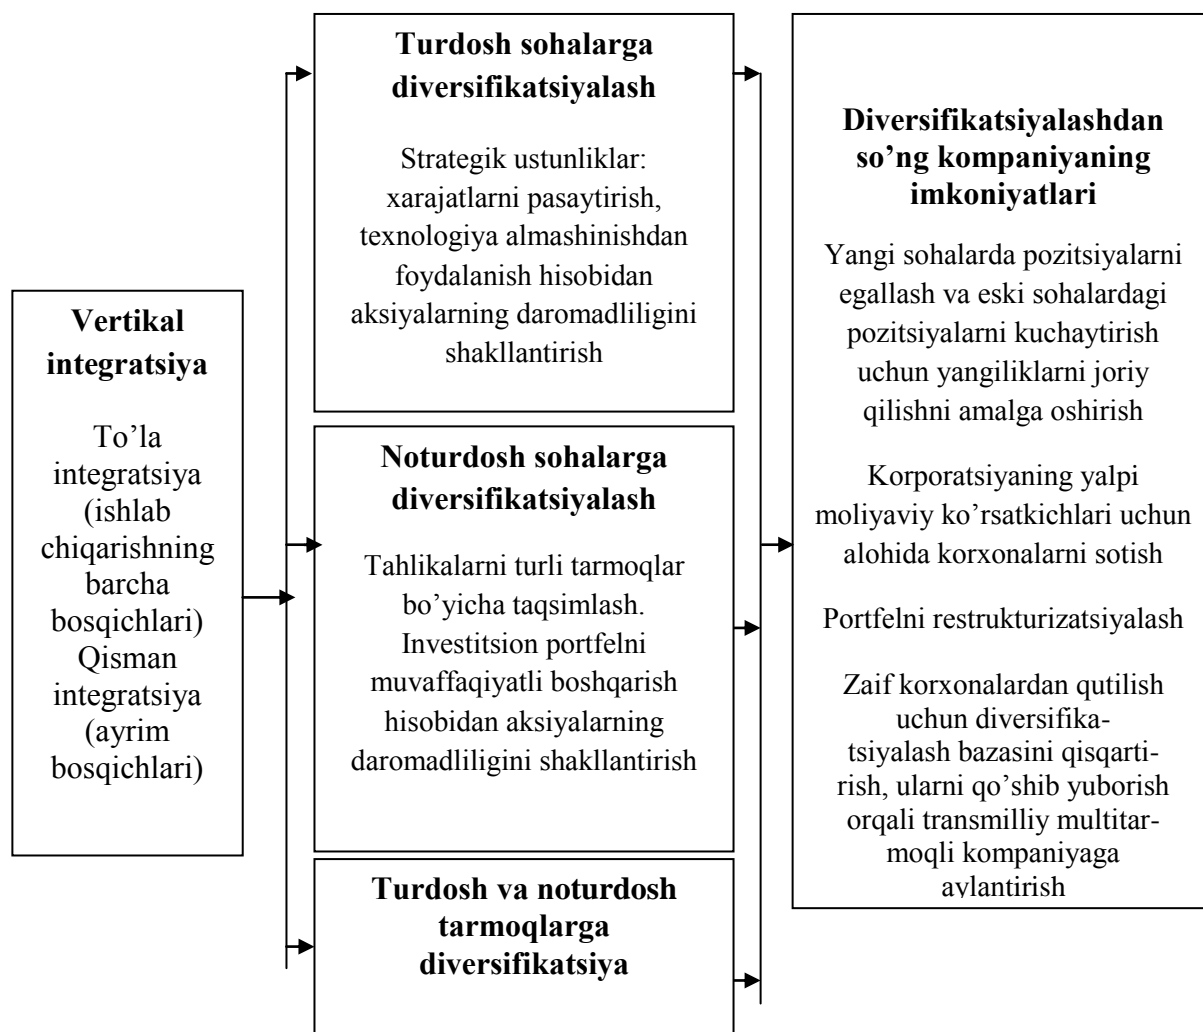 Vertikal
integratsiya
To’la
integratsiya
(ishlab
chiqarishning
barcha
bosqichlari)
Qisman
integratsiya
(ayrim
bosqichlari)
Turdosh sohalarga
diversifikatsiyalash
Strategik ustunliklar:
xarajatlarni pasaytirish,
texnologiya almashinishdan
foydalanish hisobidan
aksiyalarning daromadliligini
shakllantirish
Noturdosh sohalarga
diversifikatsiyalash
Tahlikalarni turli tarmoqlar
bo’yicha taqsimlash.
Investitsion portfelni
muvaffaqiyatli boshqarish
hisobidan aksiyalarning
daromadliligini shakllantirish
Turdosh va noturdosh
tarmoqlarga
diversifikatsiya
Diversifikatsiyalashdan
so’ng kompaniyaning
imkoniyatlari
Yangi sohalarda pozitsiyalarni
egallash va eski sohalardagi
pozitsiyalarni kuchaytirish
uchun yangiliklarni joriy
qilishni amalga oshirish
Korporatsiyaning yalpi
moliyaviy ko’rsatkichlari uchun
alohida korxonalarni sotish
Portfelni restrukturizatsiyalash
Zaif korxonalardan qutilish
uchun diversifika-
tsiyalash bazasini qisqarti-
rish, ularni qo’shib yuborish
orqali transmilliy multitar-
moqli kompaniyaga
aylantirish